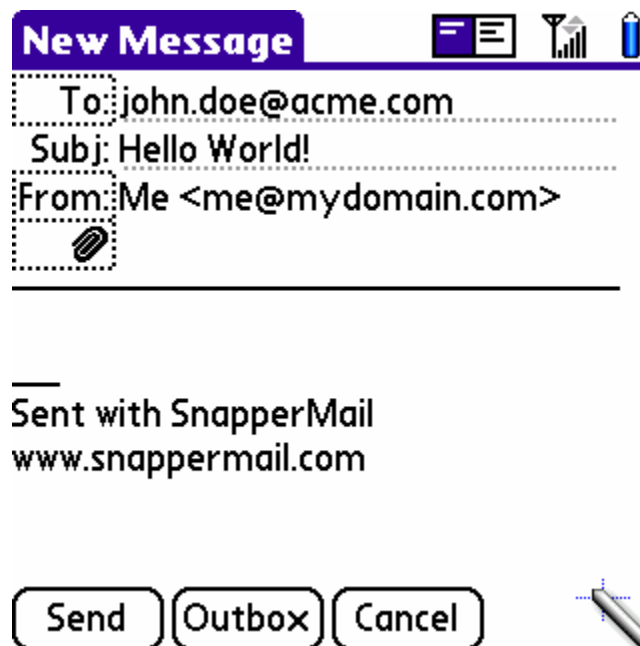 New Message
To: john.doe@acme.com
Subj: Hello World!
From: Me <me@mydomain.com>
__
Sent with SnapperMail
www.snappermail.com
Send Outbox Cancel